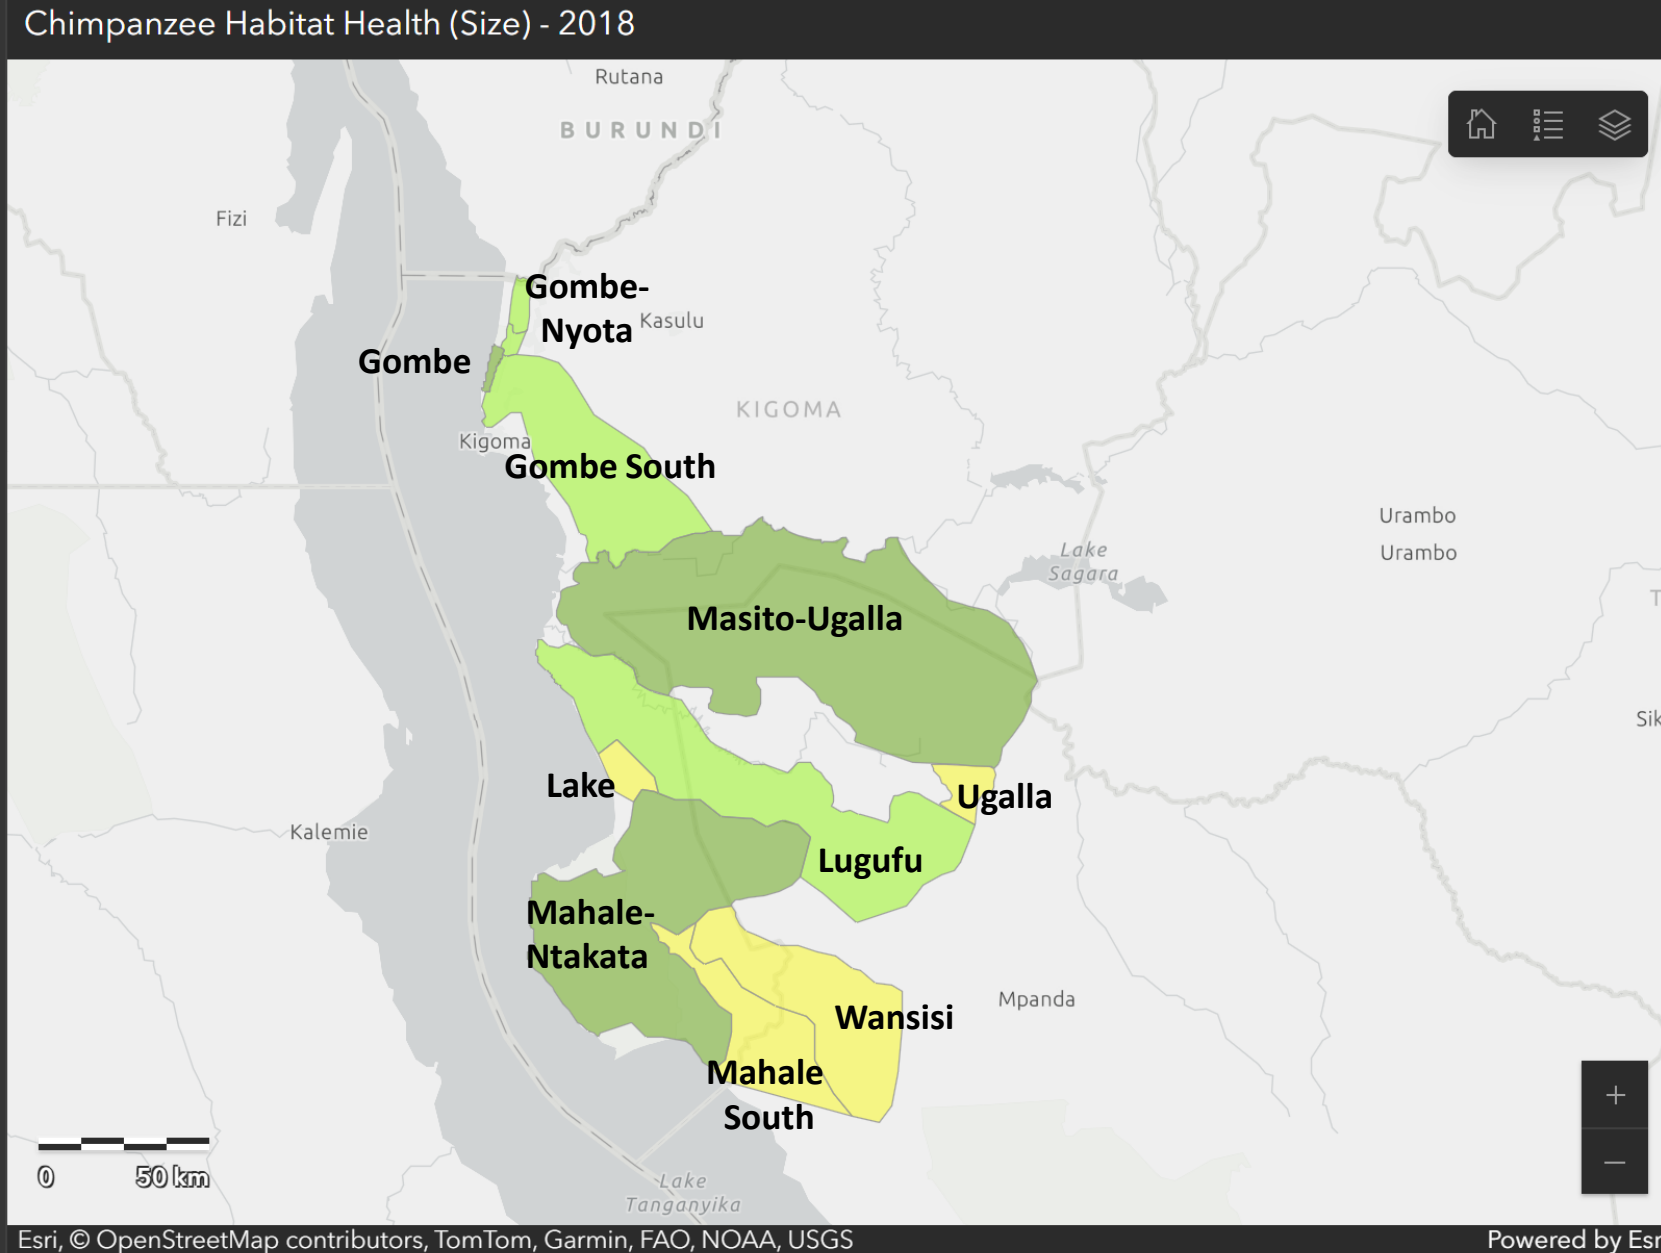 Chimpanzee Habitat Health (Size) - 2018
Rutana
BURUNDI
Fizi
Gombe-
Nyota
Kasulu
Gombe
KIGOMA
Kigoma
Gombe South
Urambo
Lake
Sagara
Urambo
Masito-Ugalla
Sik
Lake
Ugalla
Kalemie
Lugufu
Mahale-
Ntakata
Mpanda
Wansisi
Mahale
South
0 50 km
Lake
Tanganyika
Esri, © OpenStreetMap contributors, TomTom, Garmin, FAO, NOAA, USGS
Powered by Esr